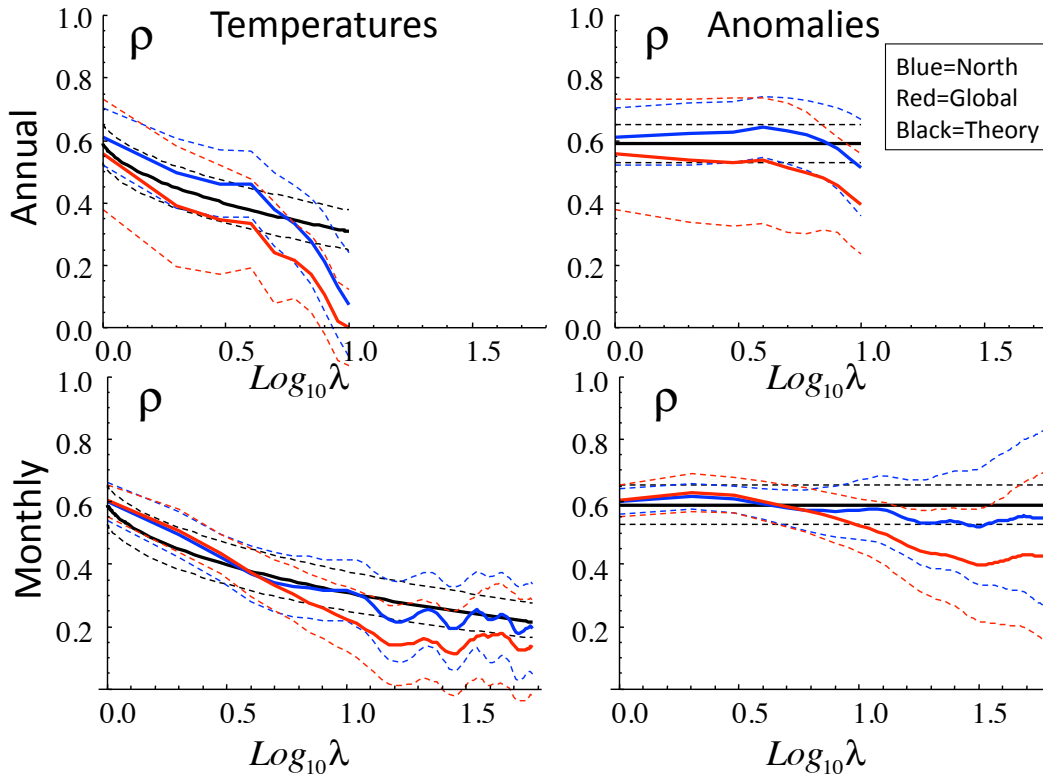 Temperatures
Anomalies
Annual
ρ
1.0
0.8
0.6
0.4
0.2
0.0
0.0
0.5
1.0
1.5
Log10λ
ρ
1.0
0.8
0.6
0.4
0.2
0.0
0.0
0.5
1.0
1.5
Log10λ
Blue=North
Red=Global
Black=Theory
Monthly
ρ
1.0
0.8
0.6
0.4
0.2
0.0
0.5
1.0
1.5
Log10λ
ρ
1.0
0.8
0.6
0.4
0.2
0.0
0.5
1.0
1.5
Log10λ